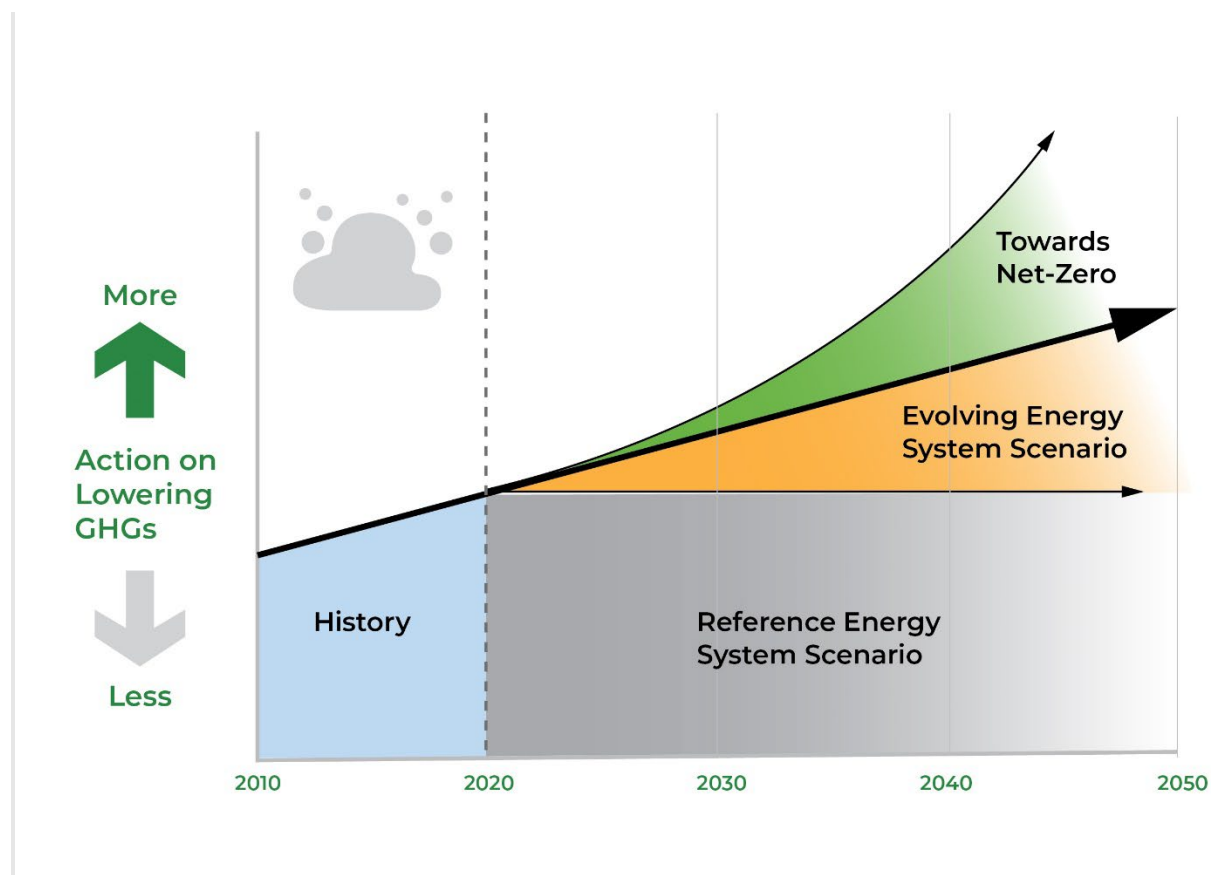 More
Action on
Lowering
GHGs
Less
History
Towards
Net-Zero
Evolving Energy
System Scenario
Reference Energy
System Scenario
2010
2020
2030
2040
2050